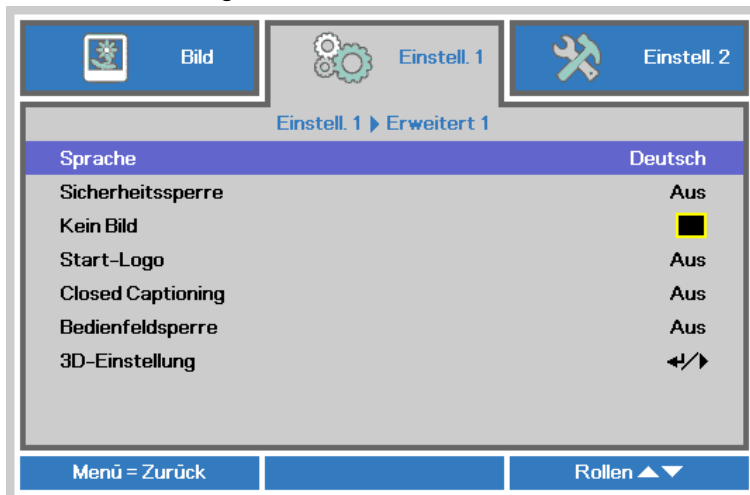 Bild Einstell. 1 Einstell. 2
Einstell. 1 ▶ Erweitert 1
Sprache Deutsch
Sicherheitssperre Aus
Kein Bild
Start-Logo Aus
Closed Captioning Aus
Bedienfeldsperre Aus
3D-Einstellung ↵/▶
Menü = Zurück Rollen ▲▼